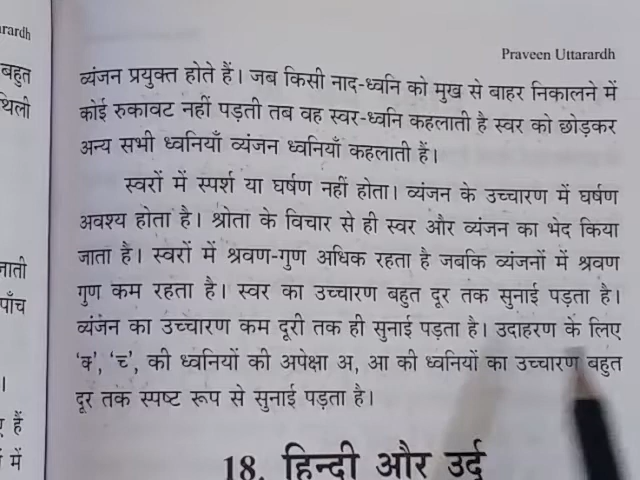 rardh
Praveen Uttarardh
बहुत
थिली
व्यंजन प्रयुक्त होते हैं। जब किसी नाद-ध्वनि को मुख से बाहर निकालने में
कोई रुकावट नहीं पड़ती तब वह स्वर-ध्वनि कहलाती है स्वर को छोड़कर
अन्य सभी ध्वनियाँ व्यंजन ध्वनियाँ कहलाती हैं।
स्वरों में स्पर्श या घर्षण नहीं होता। व्यंजन के उच्चारण में घर्षण
अवश्य होता है। श्रोता के विचार से ही स्वर और व्यंजन का भेद किया
जाता है। स्वरों में श्रवण-गुण अधिक रहता है जबकि व्यंजनों में श्रवण
गुण कम रहता है। स्वर का उच्चारण बहुत दूर तक सुनाई पड़ता है।
व्यंजन का उच्चारण कम दूरी तक ही सुनाई पड़ता है। उदाहरण के लिए
‘क’, ‘च’, की ध्वनियों की अपेक्षा अ, आ की ध्वनियों का उच्चारण बहुत
दूर तक स्पष्ट रूप से सुनाई पड़ता है।
जाती
पाँच
हैं
में
18. हिन्दी और उर्दू